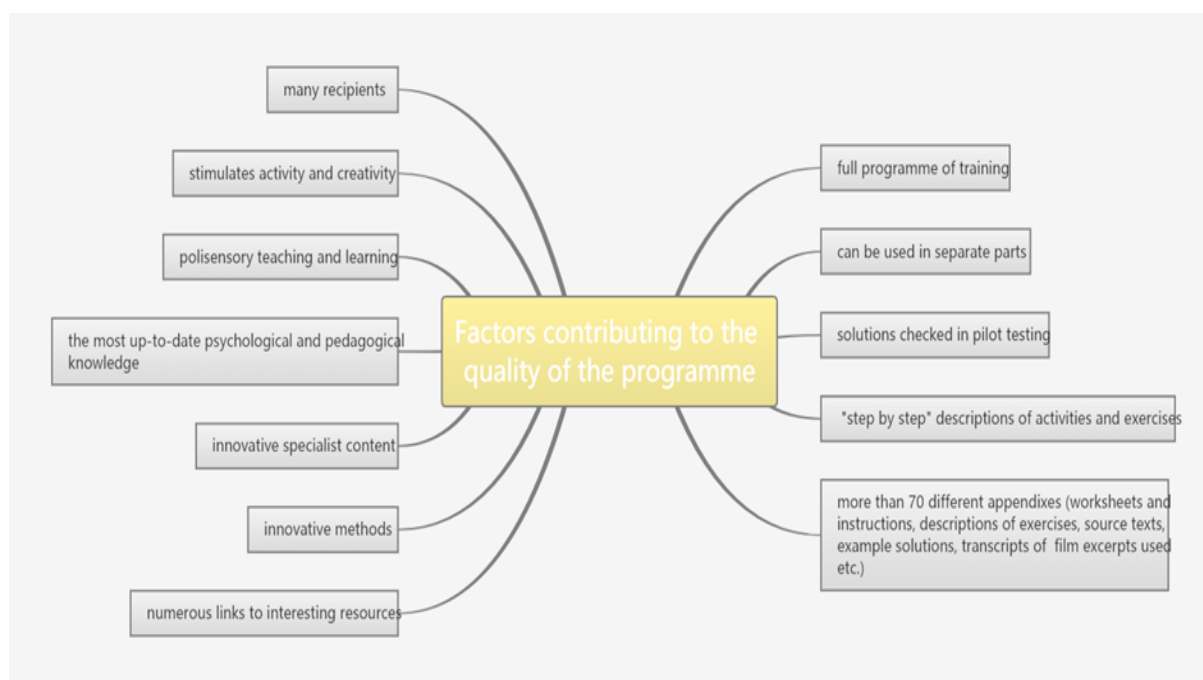 many recipients
stimulates activity and creativity
polisensory teaching and learning
the most up-to-date psychological and pedagogical
knowledge
innovative specialist content
innovative methods
numerous links to interesting resources
Factors contributing to the
quality of the programme
full programme of training
can be used in separate parts
solutions checked in pilot testing
"step by step" descriptions of activities and exercises
more than 70 different appendixes (worksheets and
instructions, descriptions of exercises, source texts,
example solutions, transcripts of film excerpts used
etc.)